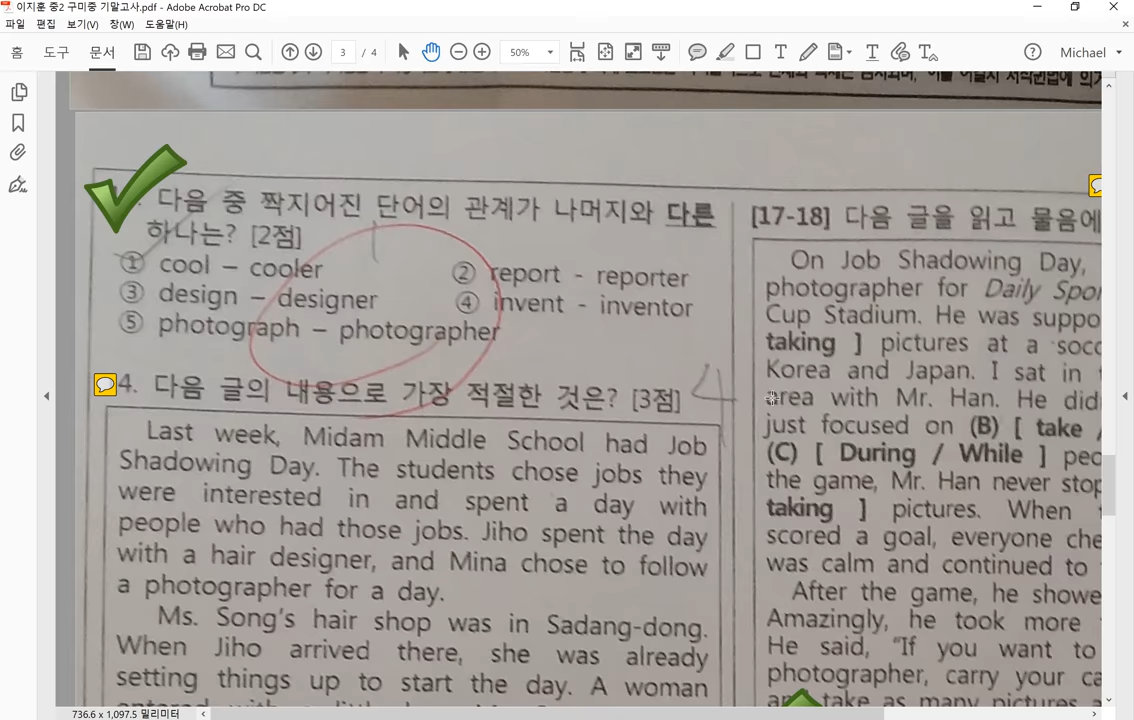 이지훈 중2 구미중 기말고사.pdf - Adobe Acrobat Pro DC
파일 편집 보기(V) 창(W) 도움말(H)
홈 도구 문서 3 / 4 50% Michael
다음 중 짝지어진 단어의 관계가 나머지와 다른
하나는? [2점]
① cool – cooler ② report - reporter
③ design – designer ④ invent - inventor
⑤ photograph – photographer
4. 다음 글의 내용으로 가장 적절한 것은? [3점] 4
Last week, Midam Middle School had Job
Shadowing Day. The students chose jobs they
were interested in and spent a day with
people who had those jobs. Jiho spent the day
with a hair designer, and Mina chose to follow
a photographer for a day.
Ms. Song's hair shop was in Sadang-dong.
When Jiho arrived there, she was already
setting things up to start the day. A woman
[17-18] 다음 글을 읽고 물음에
On Job Shadowing Day,
photographer for Daily Spo
Cup Stadium. He was suppo
taking ] pictures at a socc
Korea and Japan. I sat in
area with Mr. Han. He did
just focused on (B) [ take /
(C) [ During / While ] peo
the game, Mr. Han never stop
taking ] pictures. When
scored a goal, everyone che
was calm and continued to
After the game, he showe
Amazingly, he took more
He said, "If you want to
photographer, carry your ca
and take as many pictures a
736.6 x 1,097.5 밀리미터